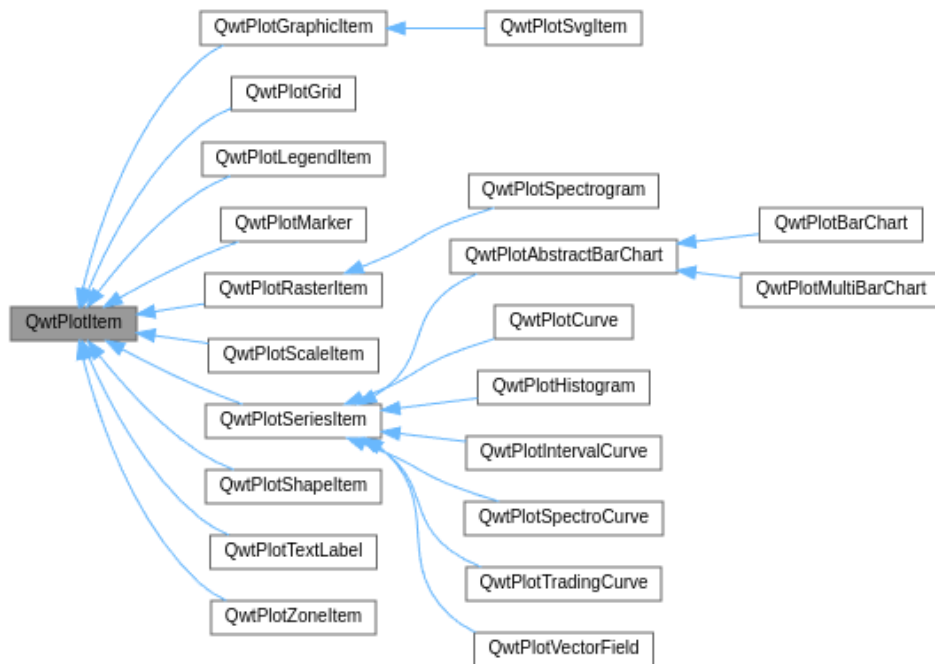 QwtPlotGraphicItem
QwtPlotSvgItem
QwtPlotGrid
QwtPlotLegendItem
QwtPlotSpectrogram
QwtPlotMarker
QwtPlotBarChart
QwtPlotAbstractBarChart
QwtPlotRasterItem
QwtPlotMultiBarChart
QwtPlotItem
QwtPlotCurve
QwtPlotScaleItem
QwtPlotHistogram
QwtPlotSeriesItem
QwtPlotIntervalCurve
QwtPlotShapeItem
QwtPlotSpectroCurve
QwtPlotTextLabel
QwtPlotTradingCurve
QwtPlotZoneItem
QwtPlotVectorField